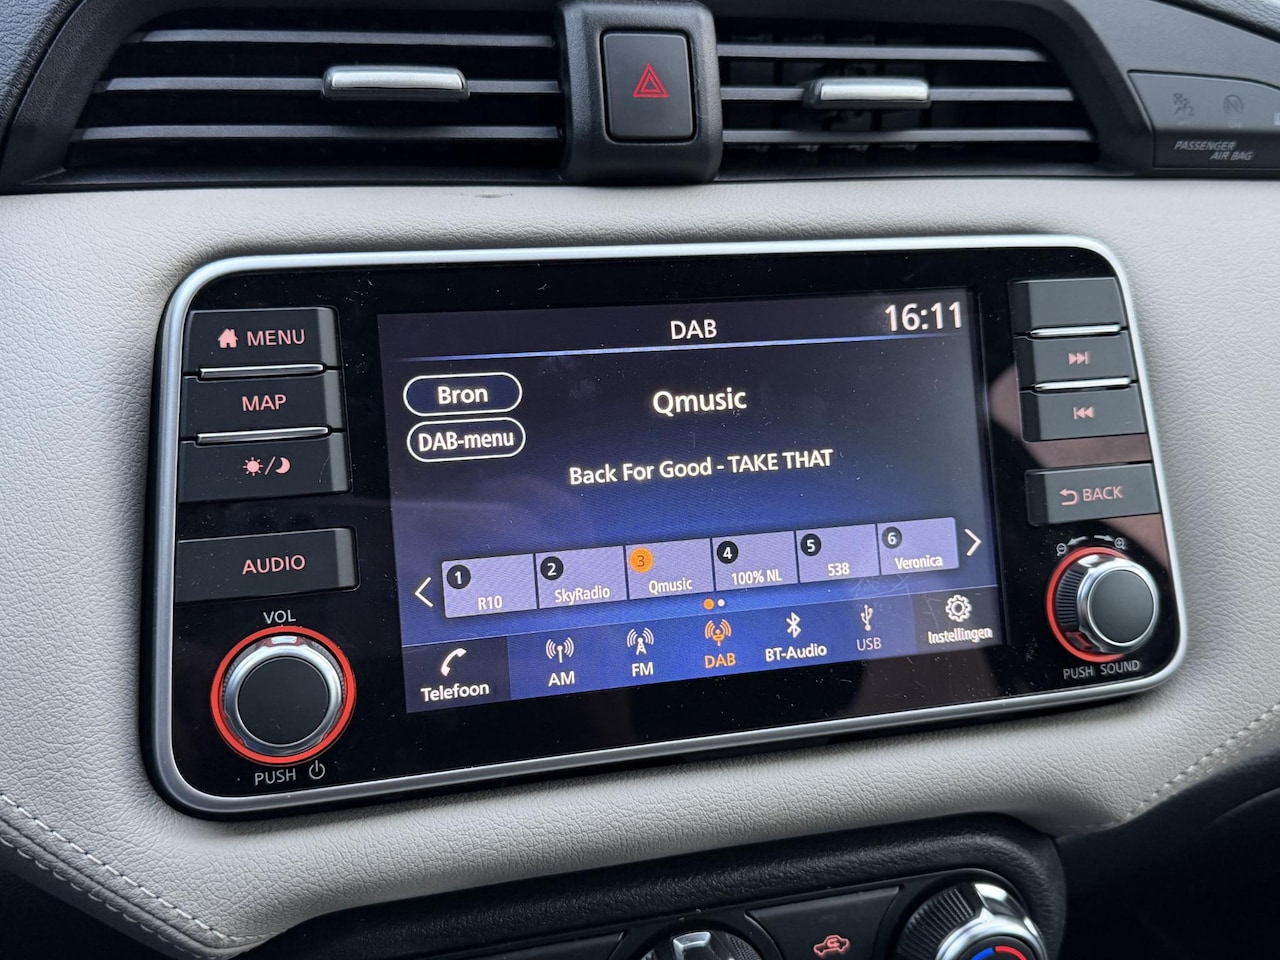 PASSENGER
AIR BAG
MENU
MAP
AUDIO
VOL
PUSH
DAB
16:11
Bron
DAB-menu
Qmusic
Back For Good - TAKE THAT
1 R10
2 SkyRadio
3 Qmusic
4 100% NL
5 538
6 Veronica
Telefoon
AM
FM
DAB
BT-Audio
USB
Instellingen
BACK
PUSH SOUND